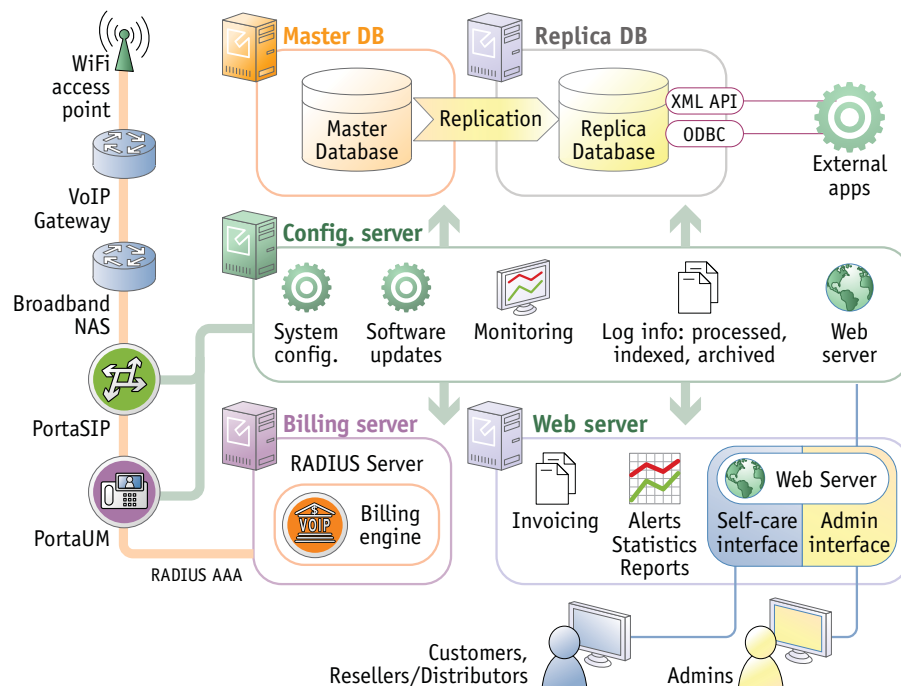 Master DB
Replica DB
WiFi
access
point
Master
Database
Replication
Replica
Database
XML API
ODBC
External
apps
VoIP
Gateway
Config. server
Broadband
NAS
System
config.
Software
updates
Monitoring
Log info: processed,
indexed, archived
Web
server
PortaSIP
Billing server
Web server
RADIUS Server
VOIP
Billing
engine
PortaUM
Invoicing
Alerts
Statistics
Reports
Web Server
Self-care
interface
Admin
interface
RADIUS AAA
Customers,
Resellers/Distributors
Admins